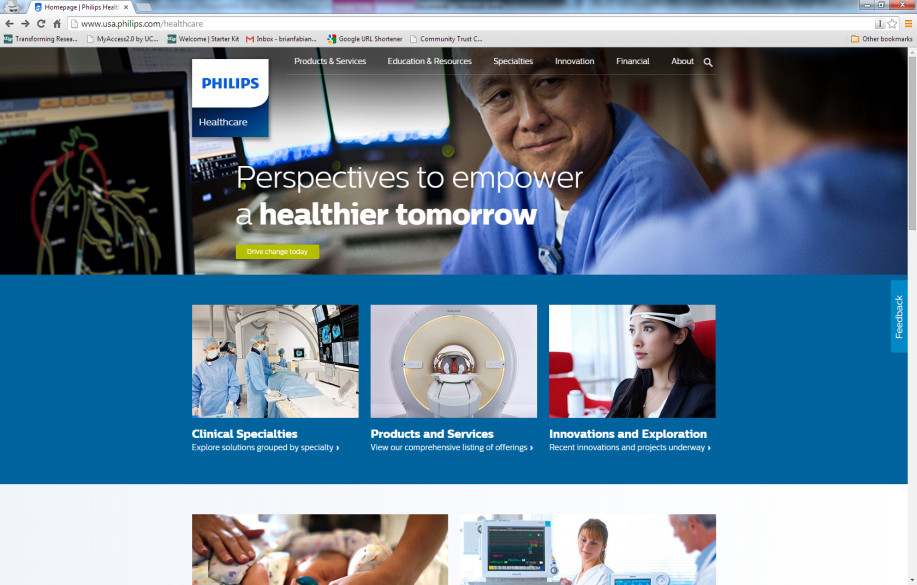 Homepage | Philips Healt
www.usa.philips.com/healthcare
Transforming Resea... MyAccess2.0 by UC... Welcome | Starter Kit Inbox - brianfabian... Google URL Shortener Community Trust C... Other bookmarks
Products & Services Education & Resources Specialties Innovation Financial About
PHILIPS
Healthcare
Perspectives to empower
a healthier tomorrow
Drive change today
Feedback
Clinical Specialties
Explore solutions grouped by specialty ›
Products and Services
View our comprehensive listing of offerings ›
Innovations and Exploration
Recent innovations and projects underway ›